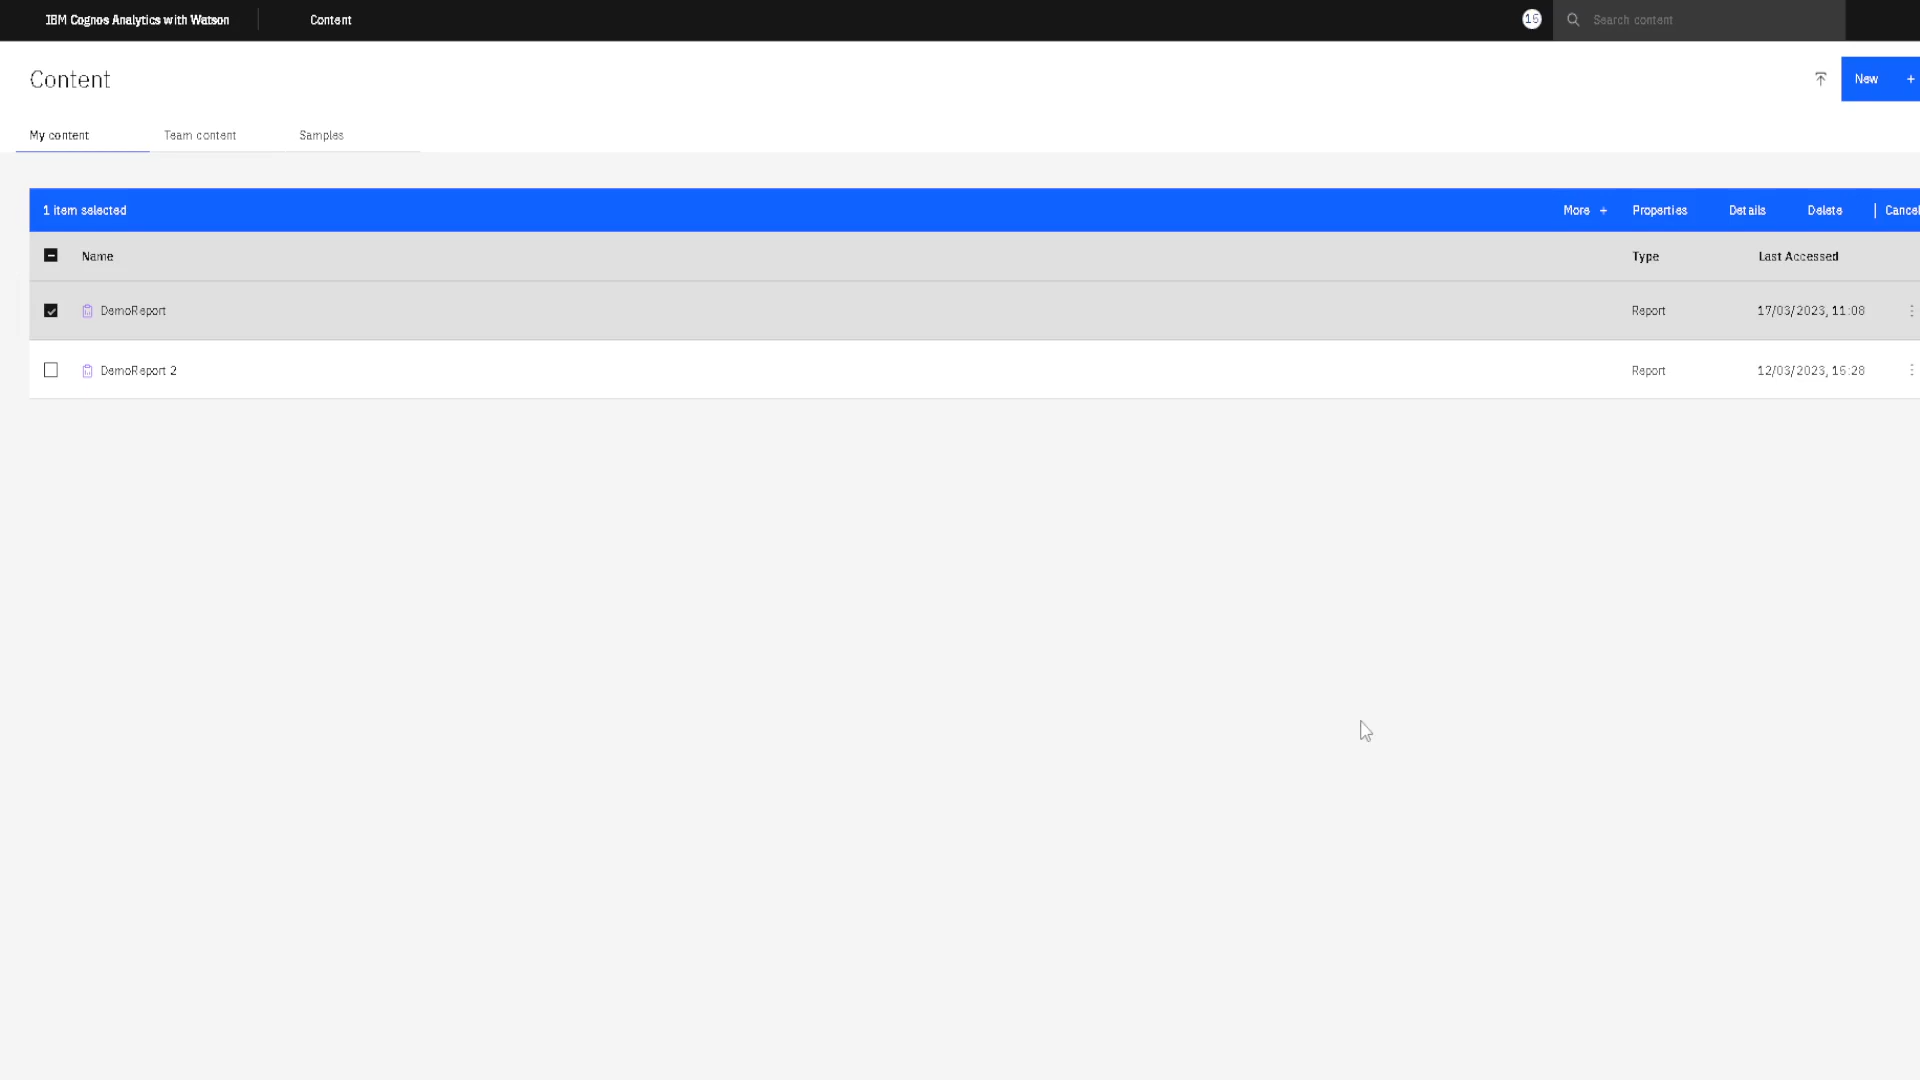 IBM Cognos Analytics with Watson Content 15 Search content
Content New +
My content Team content Samples
1 item selected More + Properties Details Delete | Cancel
Name Type Last Accessed
DemoReport Report 17/03/2023, 11:08
DemoReport 2 Report 12/03/2023, 15:28